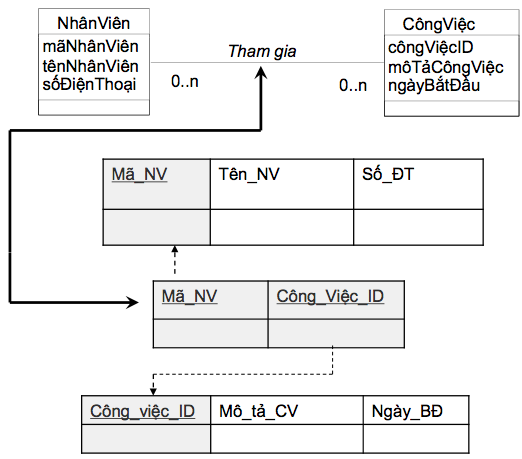 NhânViên
mãNhânViên
tênNhânViên
sốĐiệnThoại
Tham gia
0..n
0..n
CôngViệc
côngViệcID
môTảCôngViệc
ngàyBắtĐầu
Mã_NV Tên_NV Số_ĐT
Mã_NV Công_Việc_ID
Công_việc_ID Mô_tả_CV Ngày_BĐ